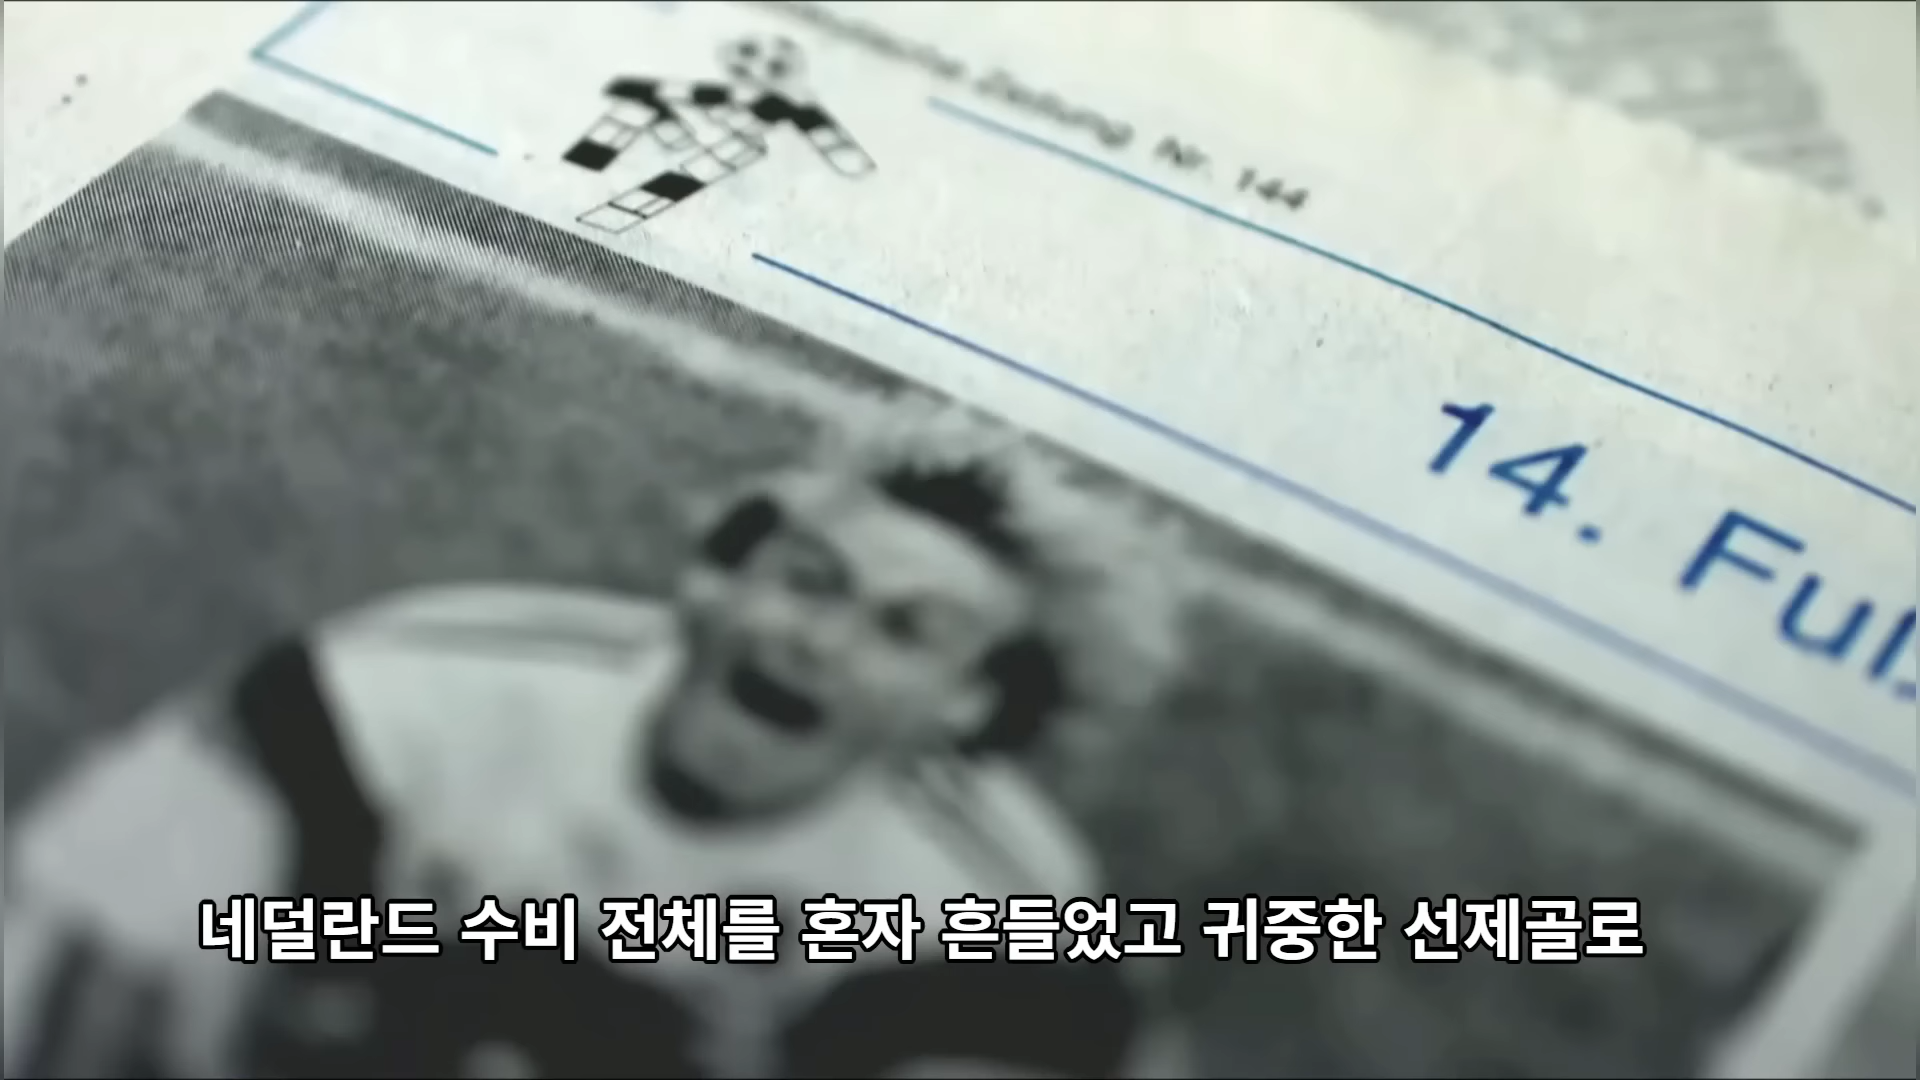 Zeitung Nr. 144
14. Fu
네덜란드 수비 전체를 혼자 흔들었고 귀중한 선제골로